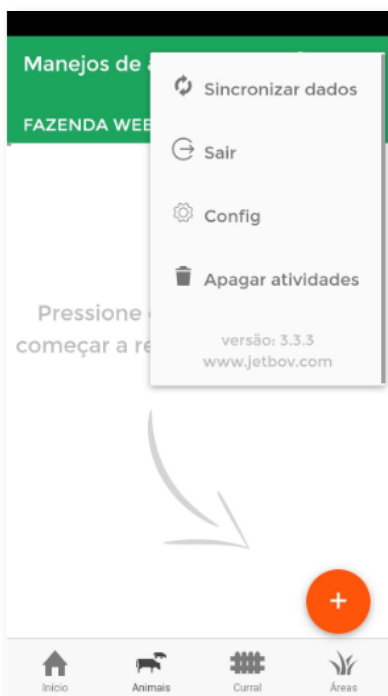 Manejos de
Sincronizar dados
FAZENDA WEB
Sair
Config
Apagar atividades
Pressione
versão: 3.3.3
começar a re
www.jetbov.com
+
Início Animais Curral Áreas